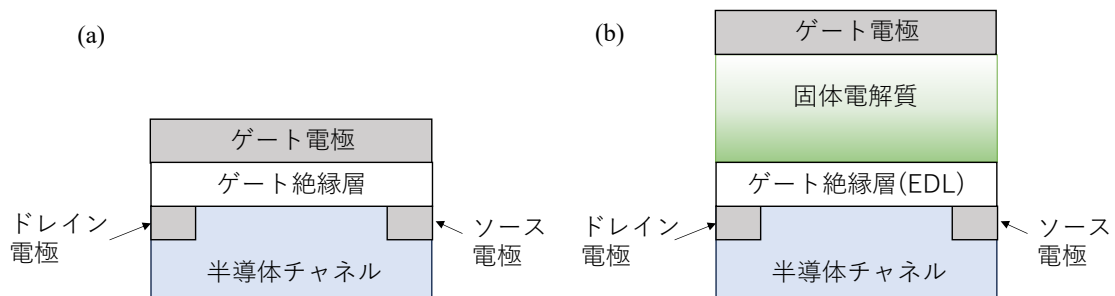 (a)
ゲート電極
ゲート絶縁層
ドレイン
電極
ソース
電極
半導体チャネル
(b)
ゲート電極
固体電解質
ゲート絶縁層(EDL)
ドレイン
電極
ソース
電極
半導体チャネル